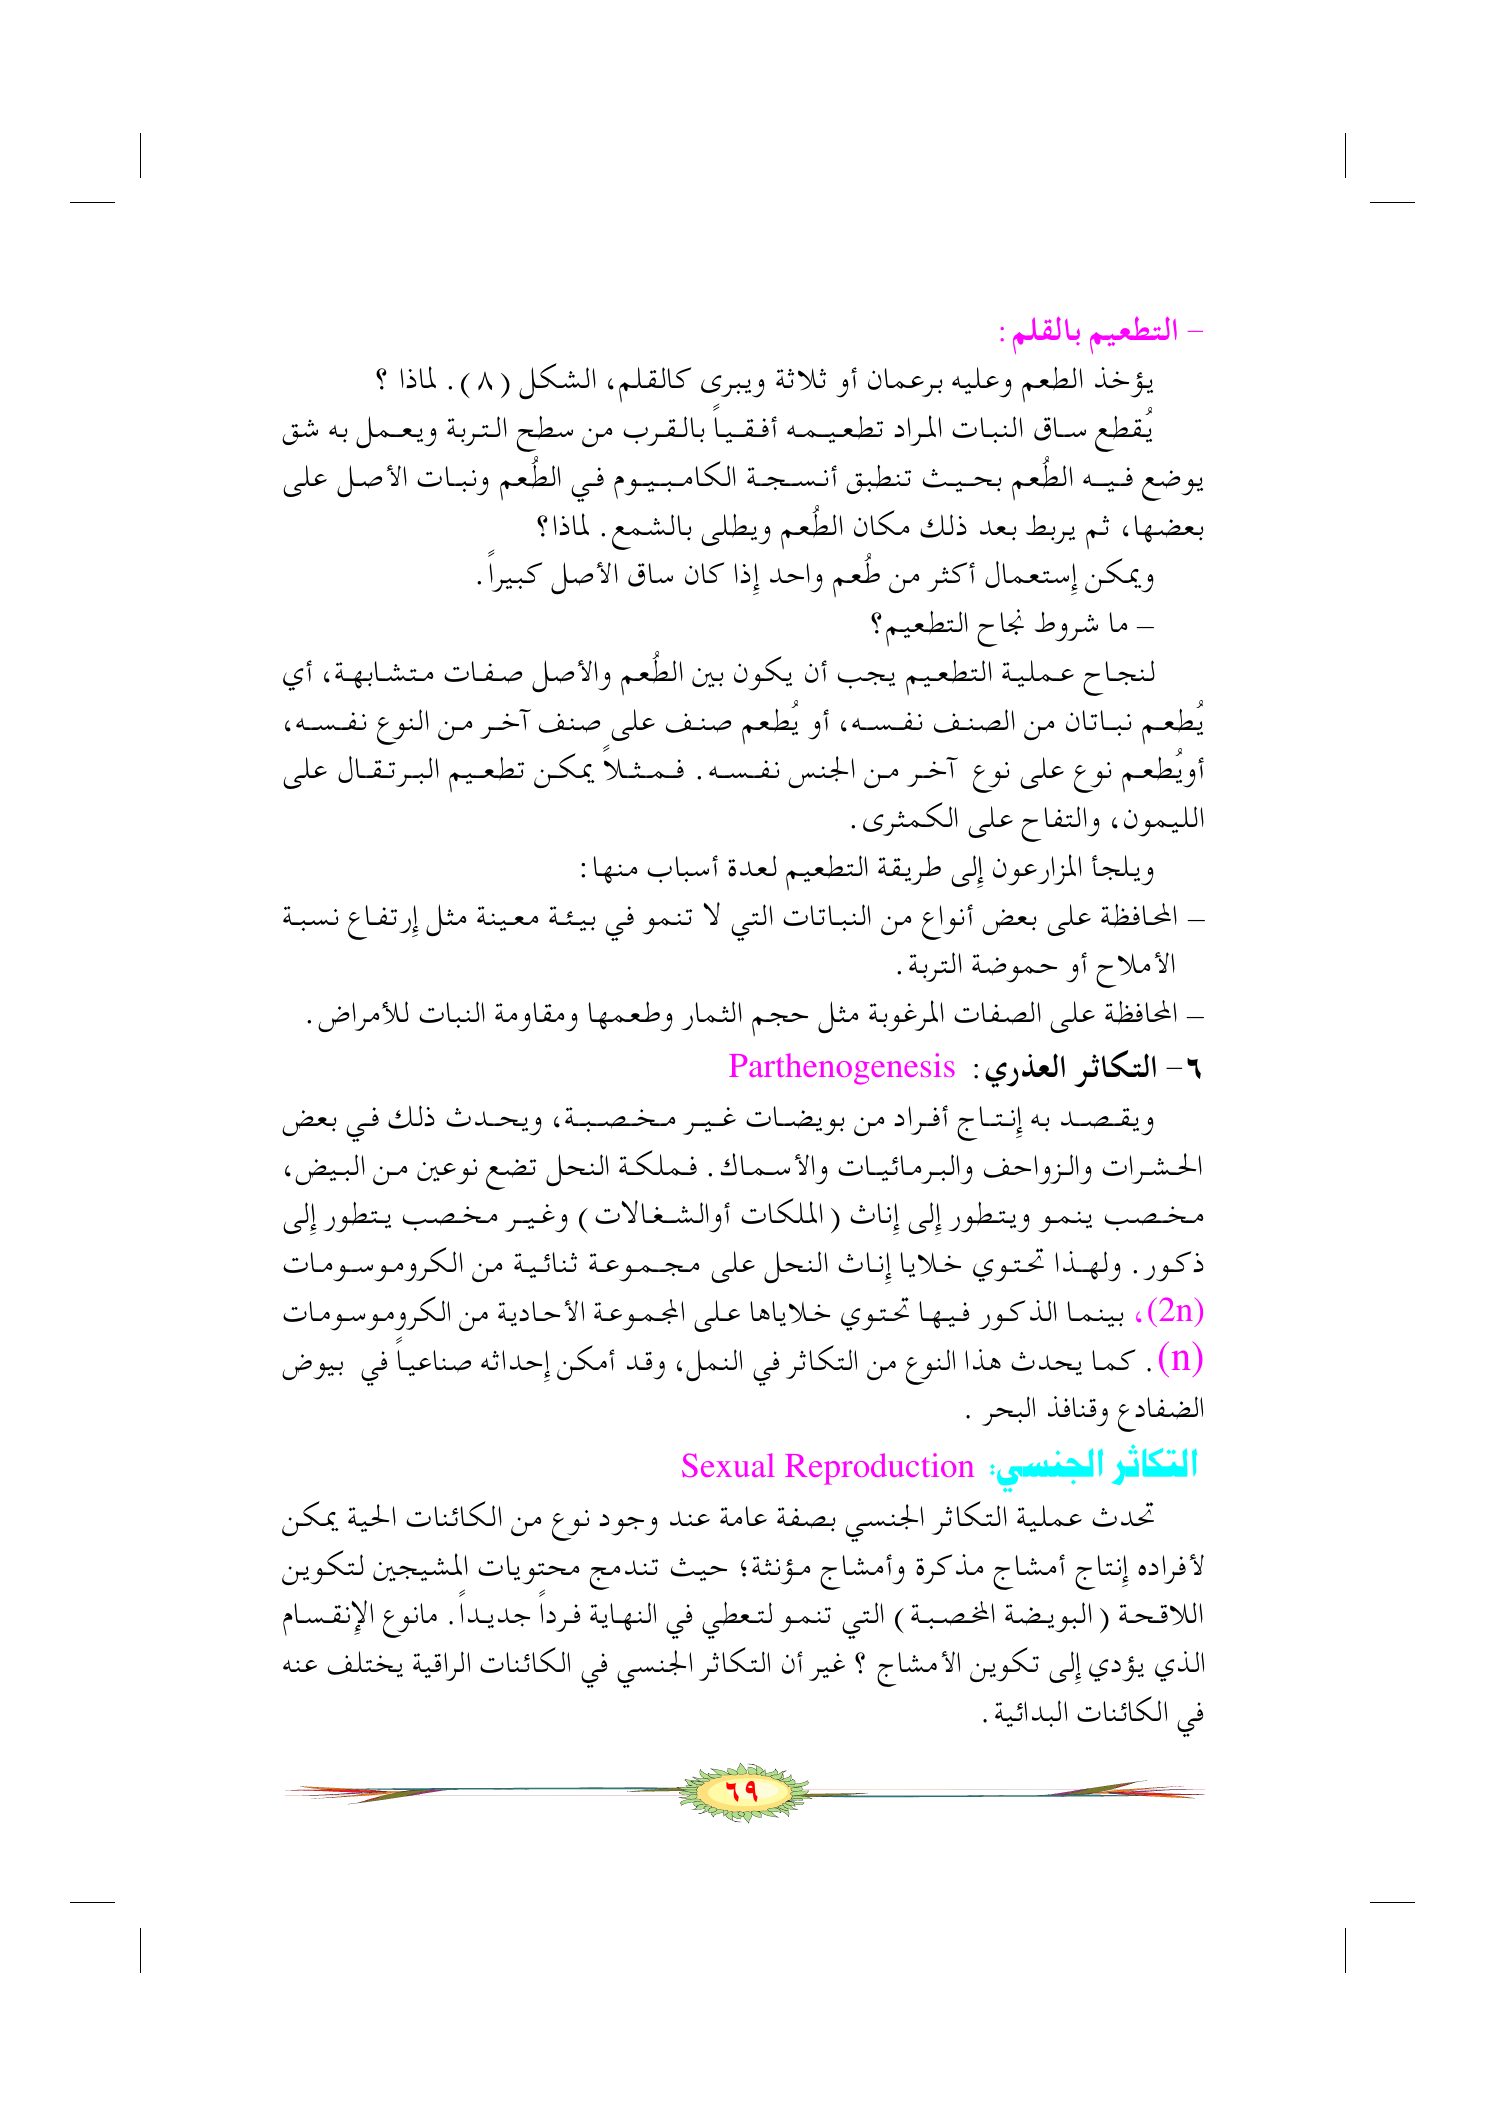 – التطعيم بالقلم :
يؤخذ الطعم وعليه برعمان أو ثلاثة ويبرى كالقلم، الشكل ( ٨ ). لماذا ؟
يُقطع ساق النبات المراد تطعيمه أفقياً بالقرب من سطح التربة ويعمل به شق
يوضع فيه الطُعم بحيث تنطبق أنسجة الكامبيوم في الطُعم ونبات الأصل على
بعضها، ثم يربط بعد ذلك مكان الطُعم ويطلى بالشمع. لماذا؟
ويمكن إستعمال أكثر من طُعم واحد إذا كان ساق الأصل كبيراً.
– ما شروط نجاح التطعيم؟
لنجاح عملية التطعيم يجب أن يكون بين الطُعم والأصل صفات متشابهة، أي
يُطعم نباتان من الصنف نفسه، أو يُطعم صنف على صنف آخر من النوع نفسه،
أويُطعم نوع على نوع آخر من الجنس نفسه. فمثلاً يمكن تطعيم البرتقال على
الليمون، والتفاح على الكمثرى.
ويلجأ المزارعون إلى طريقة التطعيم لعدة أسباب منها:
– المحافظة على بعض أنواع من النباتات التي لا تنمو في بيئة معينة مثل إرتفاع نسبة
الأملاح أو حموضة التربة.
– المحافظة على الصفات المرغوبة مثل حجم الثمار وطعمها ومقاومة النبات للأمراض.
٦– التكاثر العذري: Parthenogenesis
ويقصد به إنتاج أفراد من بويضات غير مخصبة، ويحدث ذلك في بعض
الحشرات والزواحف والبرمائيات والأسماك. فملكة النحل تضع نوعين من البيض،
مخصب ينمو ويتطور إلى إناث ( الملكات أوالشغالات ) وغير مخصب يتطور إلى
ذكور. ولهذا تحتوي خلايا إناث النحل على مجموعة ثنائية من الكروموسومات
(2n)، بينما الذكور فيها تحتوي خلاياها على المجموعة الأحادية من الكروموسومات
(n). كما يحدث هذا النوع من التكاثر في النمل، وقد أمكن إحداثه صناعياً في بيوض
الضفادع وقنافذ البحر .
التكاثر الجنسي: Sexual Reproduction
تحدث عملية التكاثر الجنسي بصفة عامة عند وجود نوع من الكائنات الحية يمكن
لأفراده إنتاج أمشاج مذكرة وأمشاج مؤنثة؛ حيث تندمج محتويات المشيجين لتكوين
اللاقحة ( البويضة المخصبة ) التي تنمو لتعطي في النهاية فرداً جديداً. مانوع الإنقسام
الذي يؤدي إلى تكوين الأمشاج ؟ غير أن التكاثر الجنسي في الكائنات الراقية يختلف عنه
في الكائنات البدائية.
٦٩